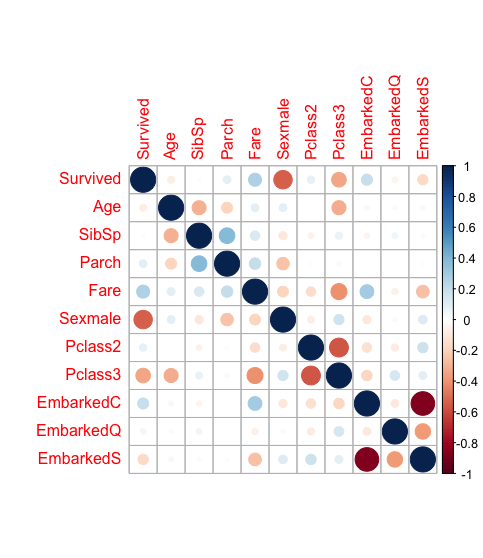 Survived
Age
SibSp
Parch
Fare
Sexmale
Pclass2
Pclass3
EmbarkedC
EmbarkedQ
EmbarkedS
Survived
Age
SibSp
Parch
Fare
Sexmale
Pclass2
Pclass3
EmbarkedC
EmbarkedQ
EmbarkedS
1
0.8
0.6
0.4
0.2
0
-0.2
-0.4
-0.6
-0.8
-1